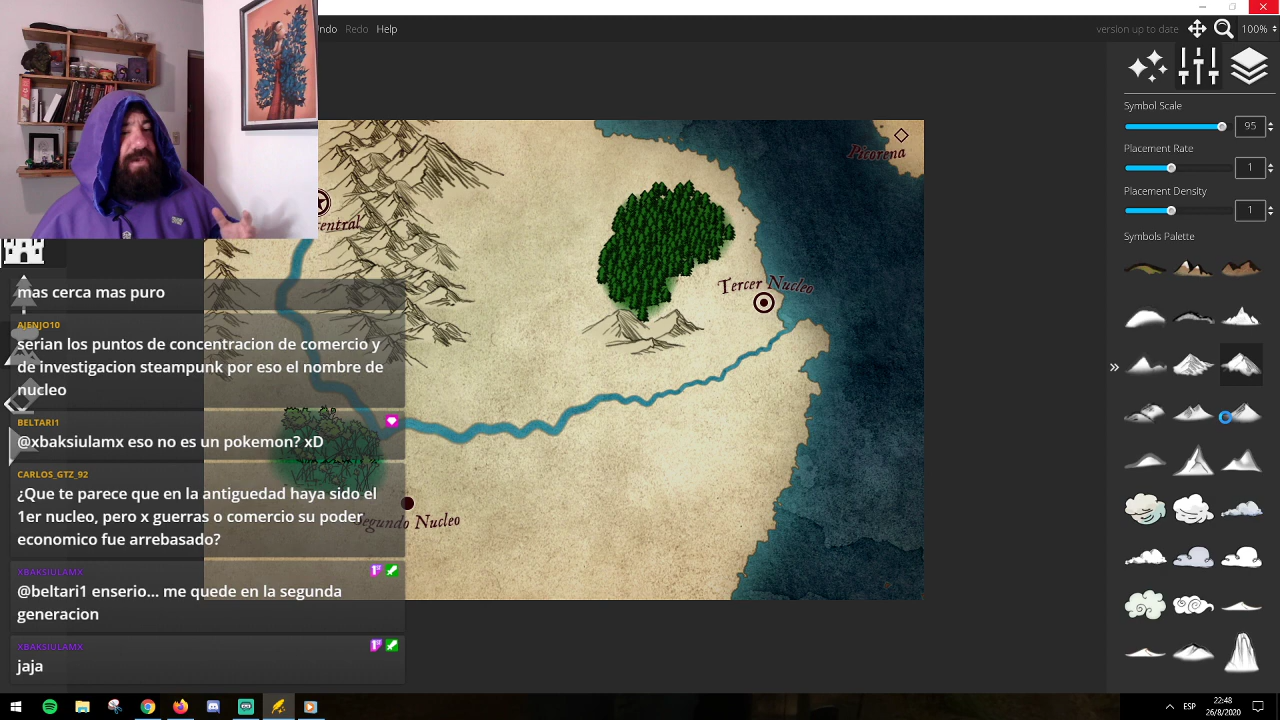 ndo Redo Help
version up to date
100%
Symbol Scale
95
Placement Rate
1
Placement Density
1
Symbols Palette
»
Picorena
entral
Tercer Nucleo
Segundo Nucleo
mas cerca mas puro
AJENJO10
serian los puntos de concentracion de comercio y
de investigacion steampunk por eso el nombre de
nucleo
BELTARI1
@xbaksiulamx eso no es un pokemon? xD
CARLOS_GTZ_92
¿Que te parece que en la antiguedad haya sido el
1er nucleo, pero x guerras o comercio su poder
economico fue arrebasado?
XBAKSIULAMX
@beltari1 enserio... me quede en la segunda
generacion
XBAKSIULAMX
jaja
ESP
22:48
26/8/2020